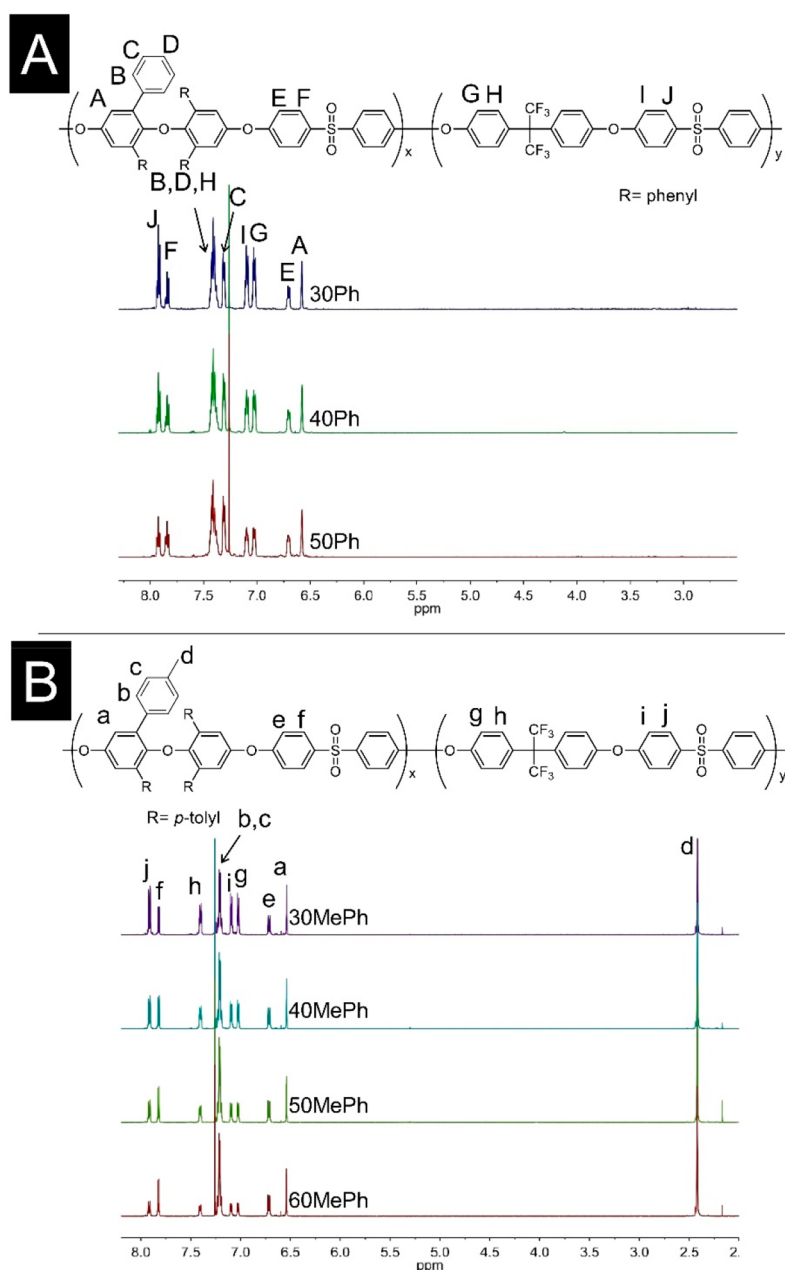 A
C D
B
A
R
E F
G H
I J
O
O
O
O
S
O
O
CF3
CF3
O
O
S
O
R
R
x
y
B,D,H
C
R= phenyl
J
F
I G
E
A
30Ph
40Ph
50Ph
8.0 7.5 7.0 6.5 6.0 5.5 5.0 4.5 4.0 3.5 3.0
ppm
B
d
c
b
a
R
e f
g h
i j
O
O
O
O
S
O
O
CF3
CF3
O
O
S
O
R
R
x
y
R= p-tolyl
b,c
j
f
h
i g
e
a
d
30MePh
40MePh
50MePh
60MePh
8.0 7.5 7.0 6.5 6.0 5.5 5.0 4.5 4.0 3.5 3.0 2.5 2.
ppm